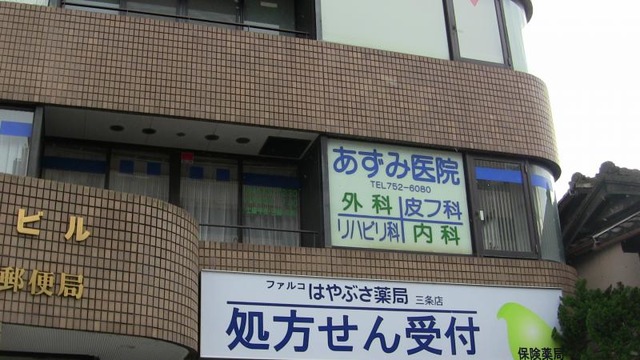 あずみ医院
TEL752-6080
外科 皮フ科
リハビリ科 内科
ビル
郵便局
ファルコ はやぶさ薬局 三条店
処方せん受付
保険薬局